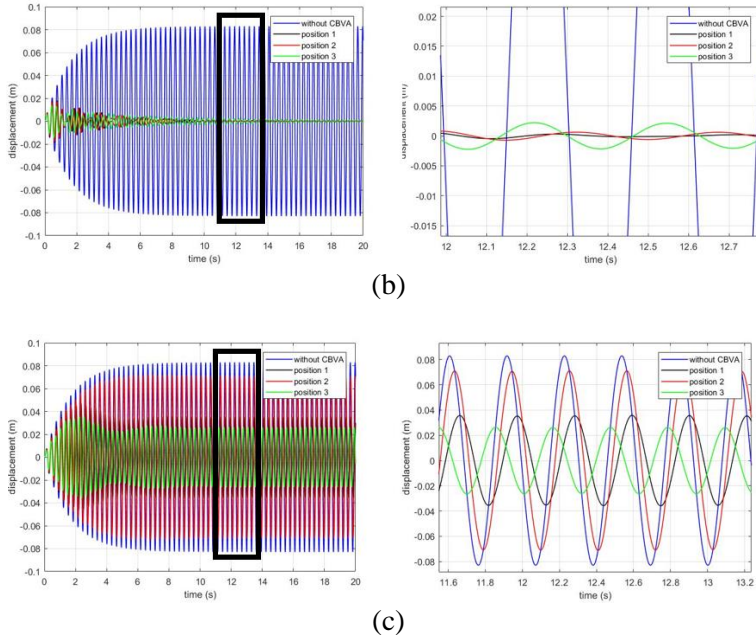 0.1
0.08
0.06
0.04
0.02
0
-0.02
-0.04
-0.06
-0.08
-0.1
displacement (m)
0 2 4 6 8 10 12 14 16 18 20
time (s)
without CBVA
position 1
position 2
position 3
0.02
0.015
0.01
0.005
0
-0.005
-0.01
-0.015
displacement (m)
12 12.1 12.2 12.3 12.4 12.5 12.6 12.7
time (s)
without CBVA
position 1
position 2
position 3
(b)
0.1
0.08
0.06
0.04
0.02
0
-0.02
-0.04
-0.06
-0.08
-0.1
displacement (m)
0 2 4 6 8 10 12 14 16 18 20
time (s)
without CBVA
position 1
position 2
position 3
0.08
0.06
0.04
0.02
0
-0.02
-0.04
-0.06
-0.08
displacement (m)
11.6 11.8 12 12.2 12.4 12.6 12.8 13 13.2
time (s)
without CBVA
position 1
position 2
position 3
(c)